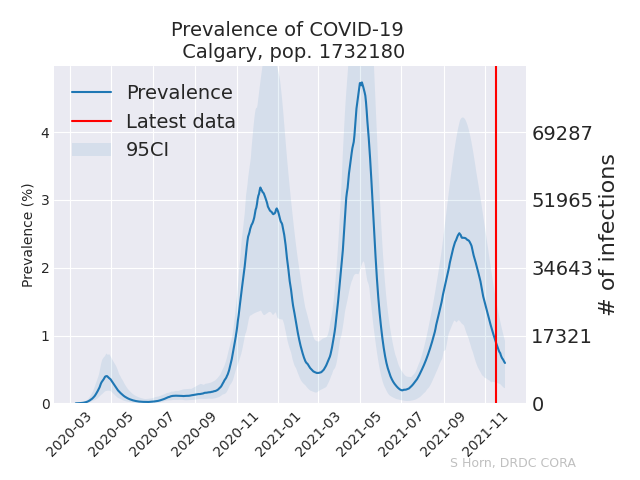 Prevalence of COVID-19
Calgary, pop. 1732180
Prevalence
Latest data
95CI
Prevalence (%)
4
3
2
1
0
69287
51965
34643
17321
0
# of infections
2020-03
2020-05
2020-07
2020-09
2020-11
2021-01
2021-03
2021-05
2021-07
2021-09
2021-11
S Horn, DRDC CORA